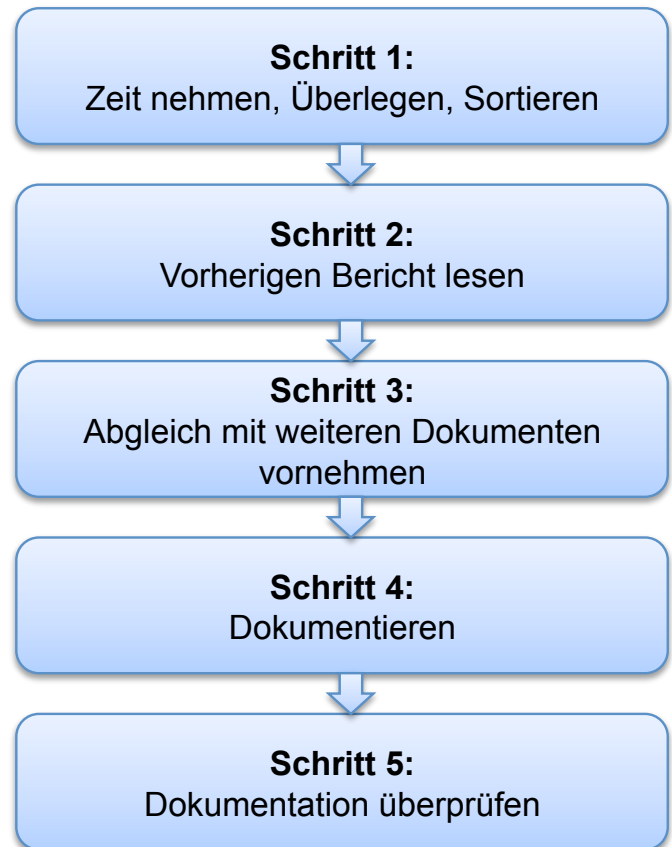 Schritt 1:
Zeit nehmen, Überlegen, Sortieren
Schritt 2:
Vorherigen Bericht lesen
Schritt 3:
Abgleich mit weiteren Dokumenten
vornehmen
Schritt 4:
Dokumentieren
Schritt 5:
Dokumentation überprüfen